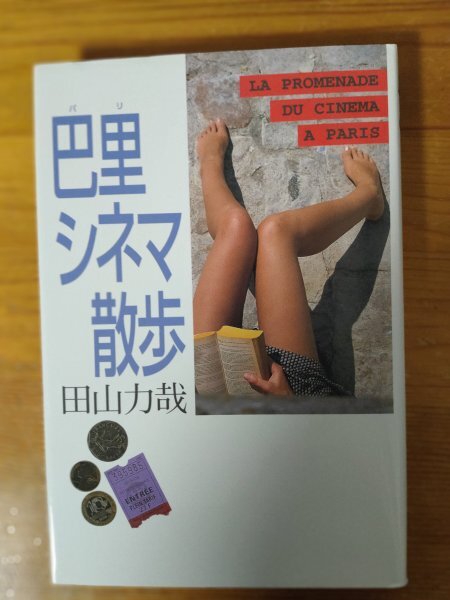 LA PROMENADE
DU CINEMA
A PARIS
パリ
巴里
シネマ
散歩
田山力哉
395985
ENTRÉE